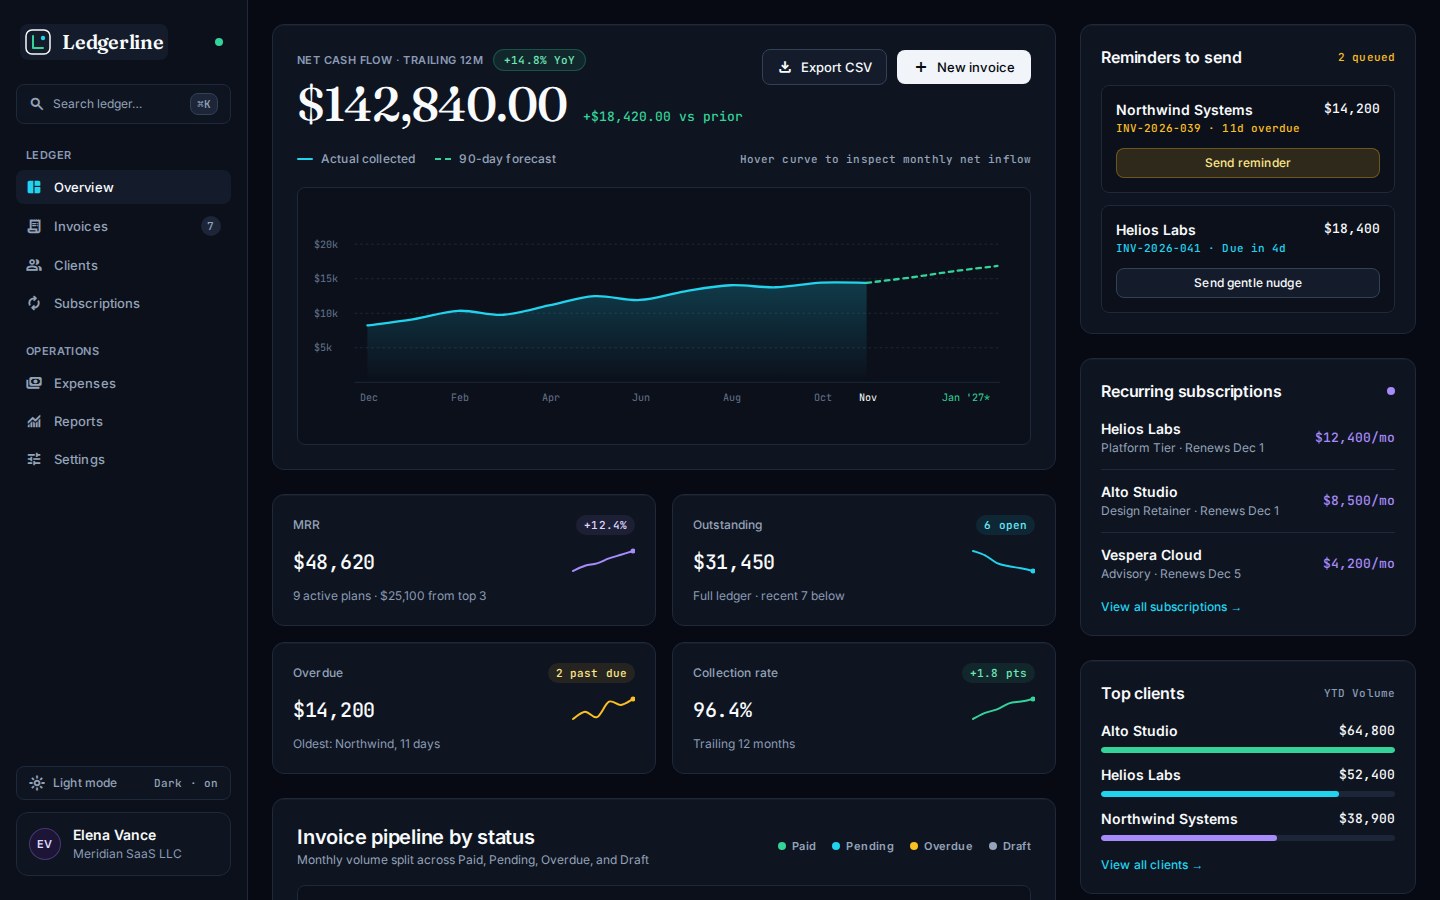 Ledgerline
Search ledger...
⌘K
LEDGER
Overview
Invoices
7
Clients
Subscriptions
OPERATIONS
Expenses
Reports
Settings
Light mode
Dark · on
EV
Elena Vance
Meridian SaaS LLC
NET CASH FLOW · TRAILING 12M
+14.8% YoY
Export CSV
New invoice
$142,840.00
+$18,420.00 vs prior
Actual collected
90-day forecast
Hover curve to inspect monthly net inflow
$20k
$15k
$10k
$5k
Dec
Feb
Apr
Jun
Aug
Oct
Nov
Jan '27*
MRR
+12.4%
$48,620
9 active plans · $25,100 from top 3
Outstanding
6 open
$31,450
Full ledger · recent 7 below
Overdue
2 past due
$14,200
Oldest: Northwind, 11 days
Collection rate
+1.8 pts
96.4%
Trailing 12 months
Invoice pipeline by status
Monthly volume split across Paid, Pending, Overdue, and Draft
Paid
Pending
Overdue
Draft
Reminders to send
2 queued
Northwind Systems
$14,200
INV-2026-039 · 11d overdue
Send reminder
Helios Labs
$18,400
INV-2026-041 · Due in 4d
Send gentle nudge
Recurring subscriptions
Helios Labs
Platform Tier · Renews Dec 1
$12,400/mo
Alto Studio
Design Retainer · Renews Dec 1
$8,500/mo
Vespera Cloud
Advisory · Renews Dec 5
$4,200/mo
View all subscriptions →
Top clients
YTD Volume
Alto Studio
$64,800
Helios Labs
$52,400
Northwind Systems
$38,900
View all clients →